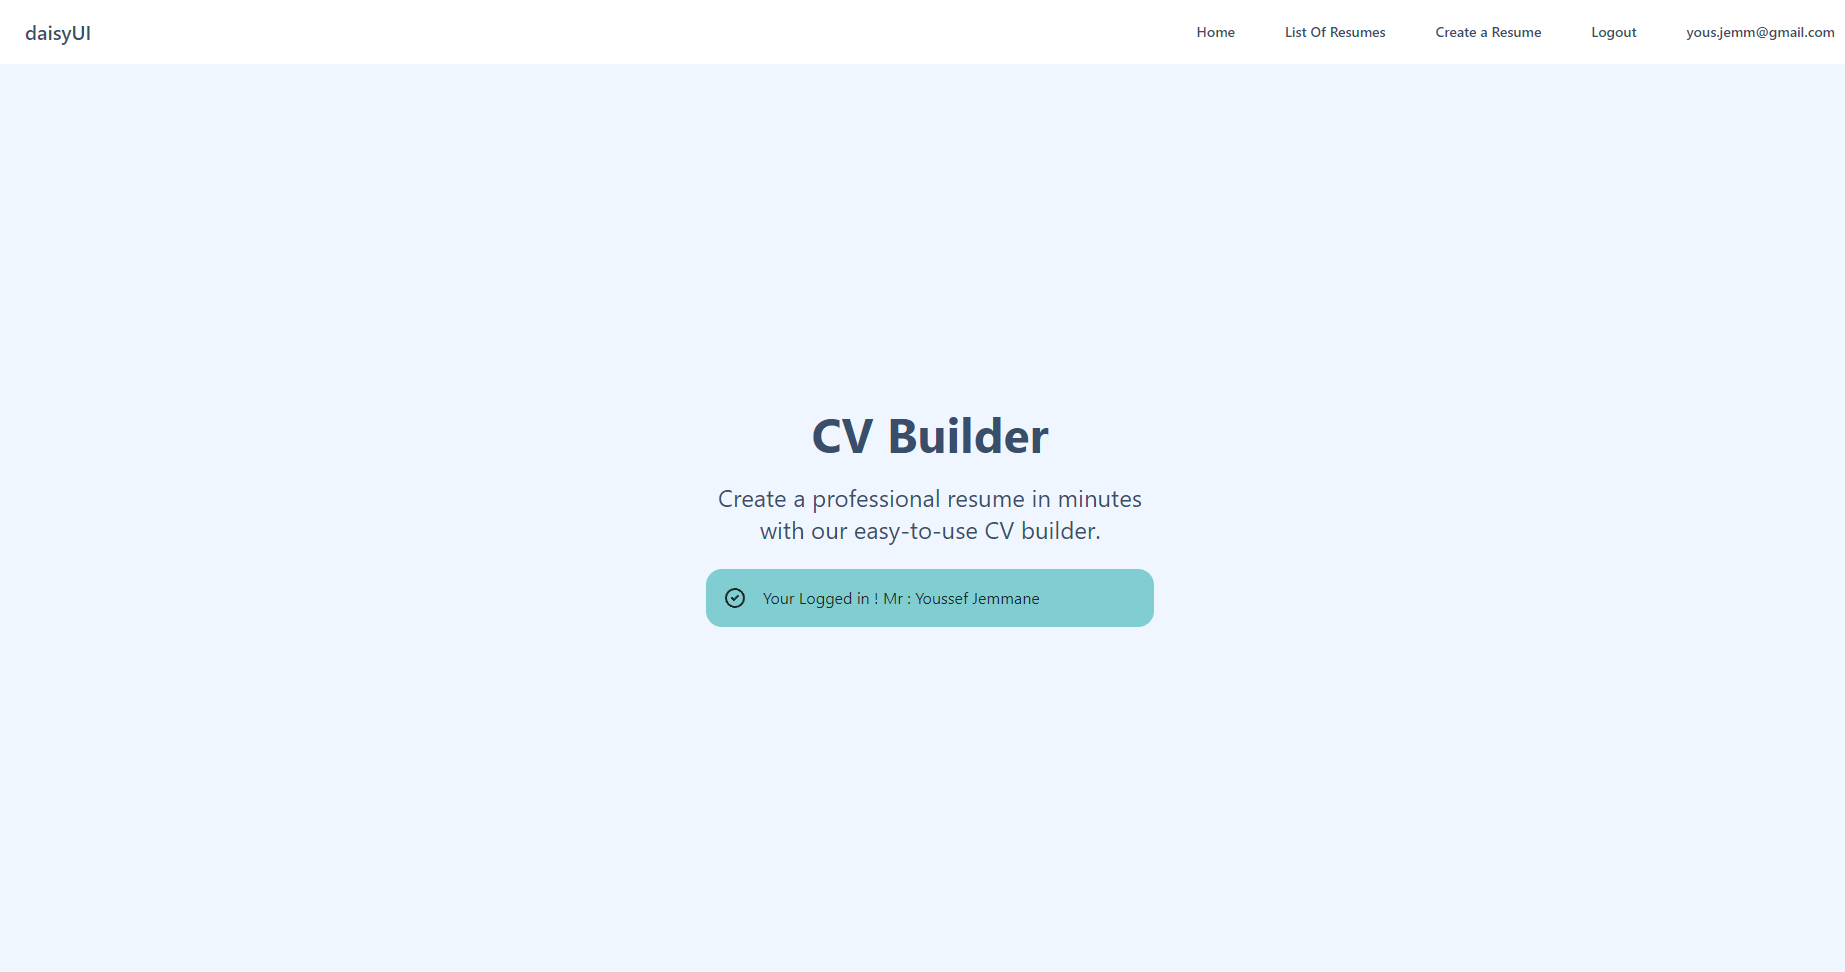 daisyUI
Home
List Of Resumes
Create a Resume
Logout
yous.jemm@gmail.com
CV Builder
Create a professional resume in minutes
with our easy-to-use CV builder.
Your Logged in ! Mr : Youssef Jemmane